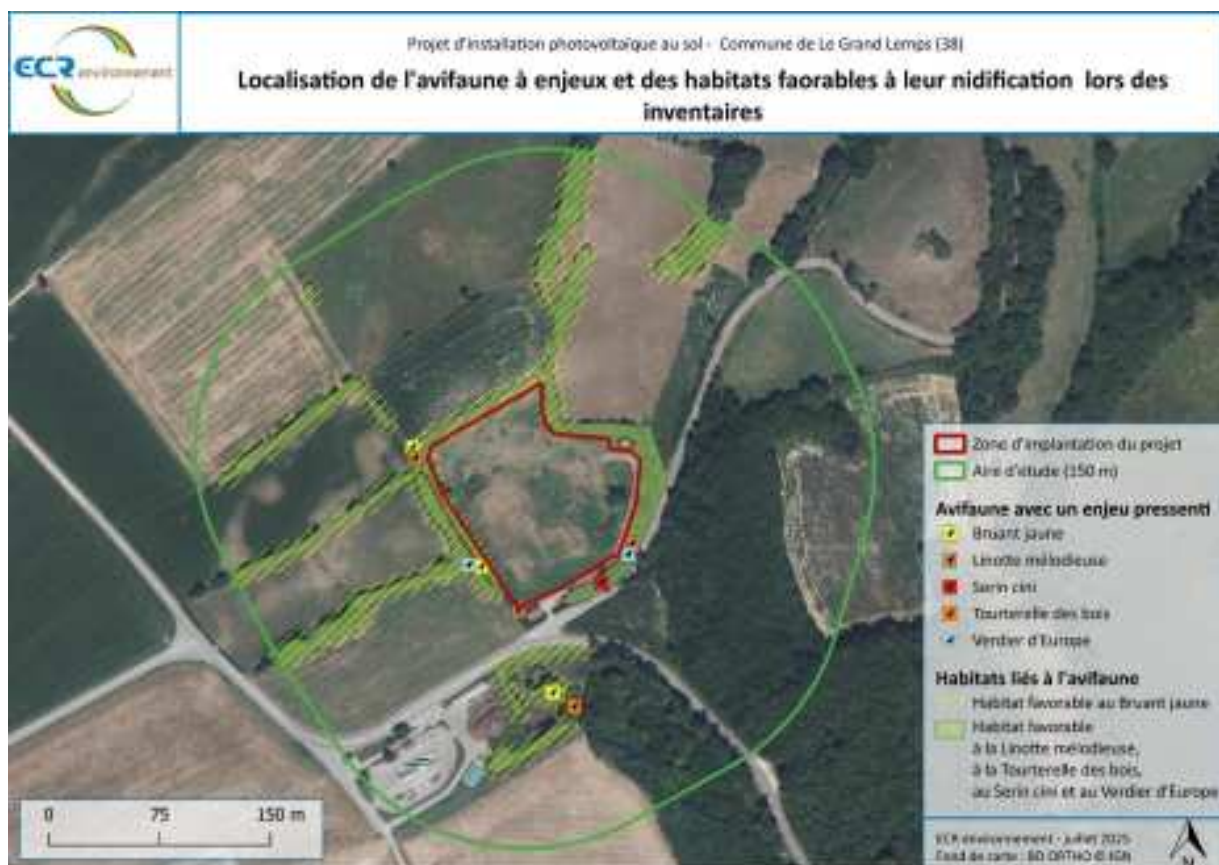 ECR environnement
Projet d'installation photovoltaïque au sol - Commune de Le Grand Lemps (38)
Localisation de l'avifaune à enjeux et des habitats faorables à leur nidification lors des
inventaires
Zone d'implantation du projet
Aire d'étude (150 m)
Avifaune avec un enjeu pressenti
Bruant jaune
Linotte mélodieuse
Serin cini
Tourterelle des bois
Verdier d'Europe
Habitats liés à l'avifaune
Habitat favorable au Bruant jaune
Habitat favorable
à la Linotte mélodieuse,
à la Tourterelle des bois,
au Serin cini et au Verdier d'Europe
0 75 150 m
ECR environnement - juillet 2025
Fond de carte : BD ORTHO © IGN